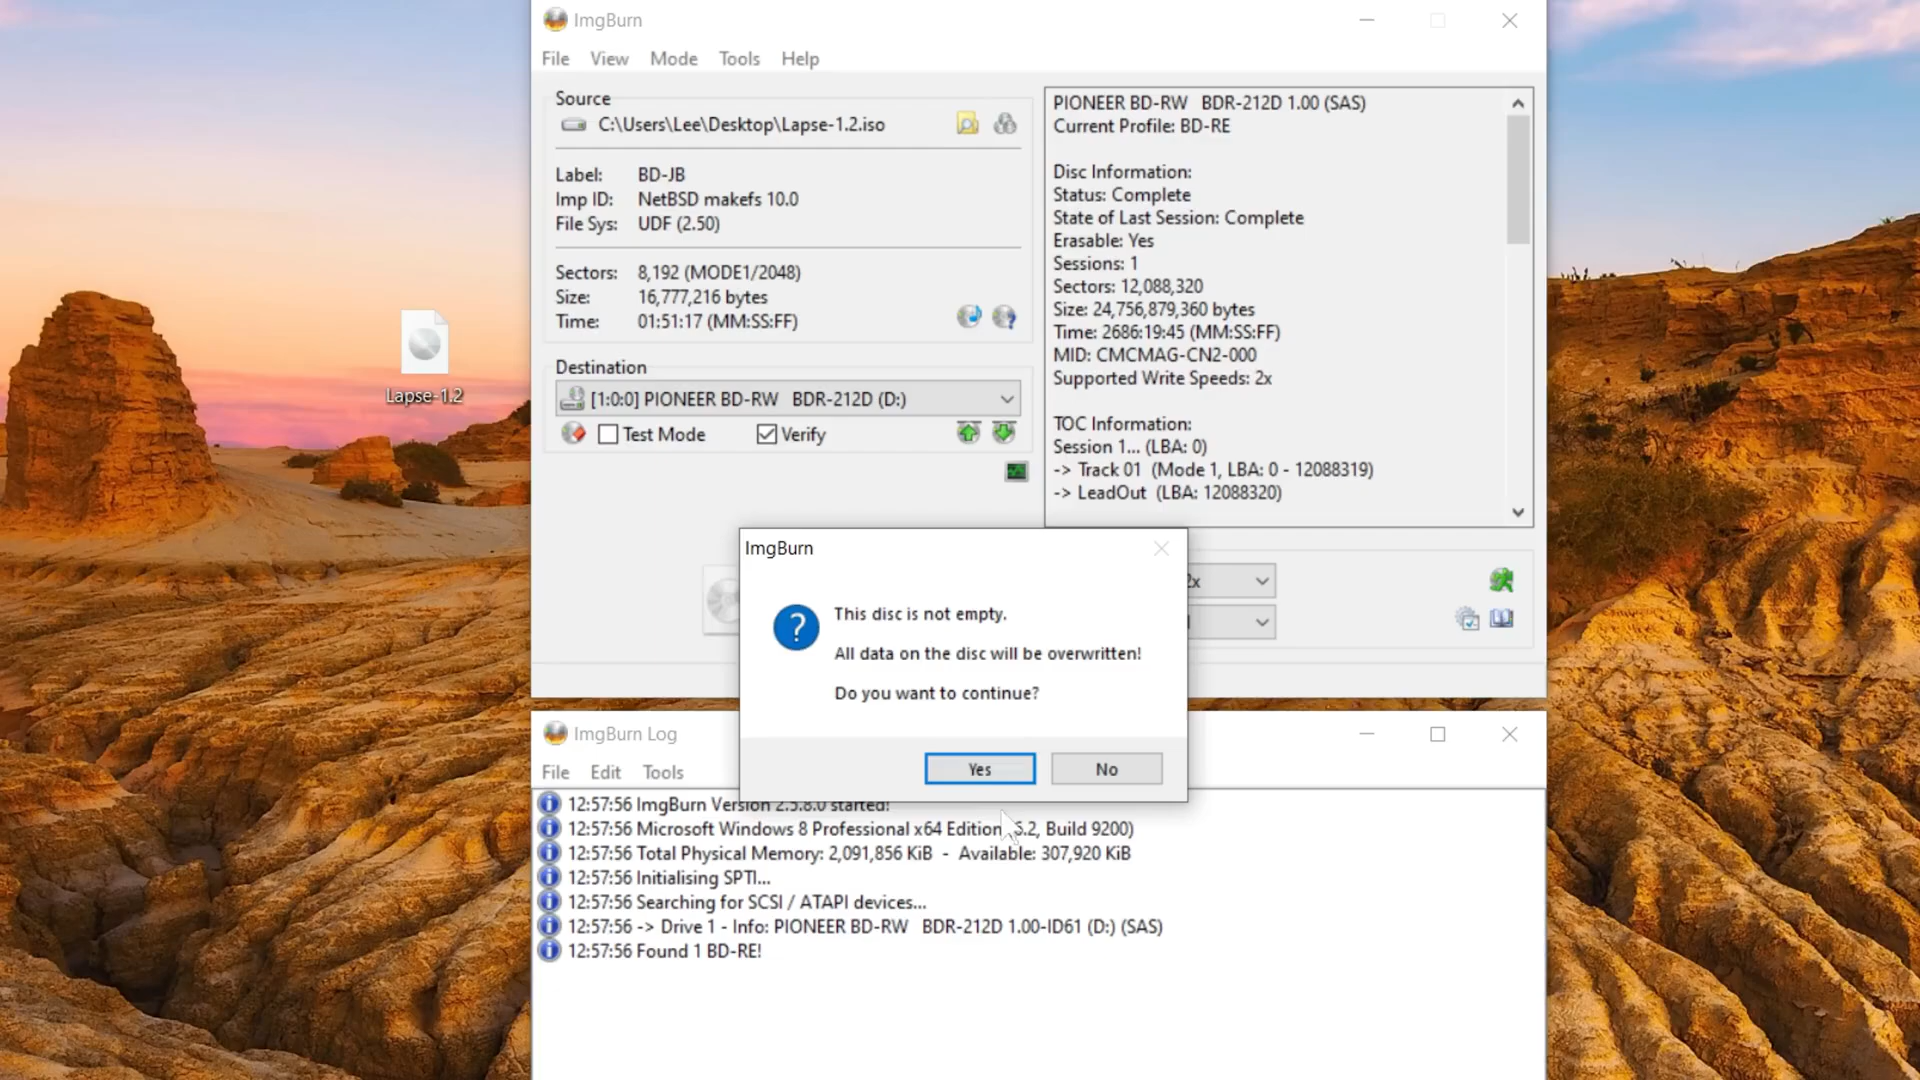 ImgBurn
File View Mode Tools Help
Source
C:\Users\Lee\Desktop\Lapse-1.2.iso
Label: BD-JB
Imp ID: NetBSD makefs 10.0
File Sys: UDF (2.50)
Sectors: 8,192 (MODE1/2048)
Size: 16,777,216 bytes
Time: 01:51:17 (MM:SS:FF)
Destination
[1:0:0] PIONEER BD-RW BDR-212D (D:)
Test Mode Verify
PIONEER BD-RW BDR-212D 1.00 (SAS)
Current Profile: BD-RE
Disc Information:
Status: Complete
State of Last Session: Complete
Erasable: Yes
Sessions: 1
Sectors: 12,088,320
Size: 24,756,879,360 bytes
Time: 2686:19:45 (MM:SS:FF)
MID: CMCMAG-CN2-000
Supported Write Speeds: 2x
TOC Information:
Session 1... (LBA: 0)
-> Track 01 (Mode 1, LBA: 0 - 12088319)
-> LeadOut (LBA: 12088320)
Lapse-1.2
2x
ImgBurn
This disc is not empty.
All data on the disc will be overwritten!
Do you want to continue?
Yes No
ImgBurn Log
File Edit Tools
12:57:56 ImgBurn Version 2.5.8.0 started!
12:57:56 Microsoft Windows 8 Professional x64 Edition 6.2, Build 9200)
12:57:56 Total Physical Memory: 2,091,856 KiB - Available: 307,920 KiB
12:57:56 Initialising SPTI...
12:57:56 Searching for SCSI / ATAPI devices...
12:57:56 -> Drive 1 - Info: PIONEER BD-RW BDR-212D 1.00-ID61 (D:) (SAS)
12:57:56 Found 1 BD-RE!